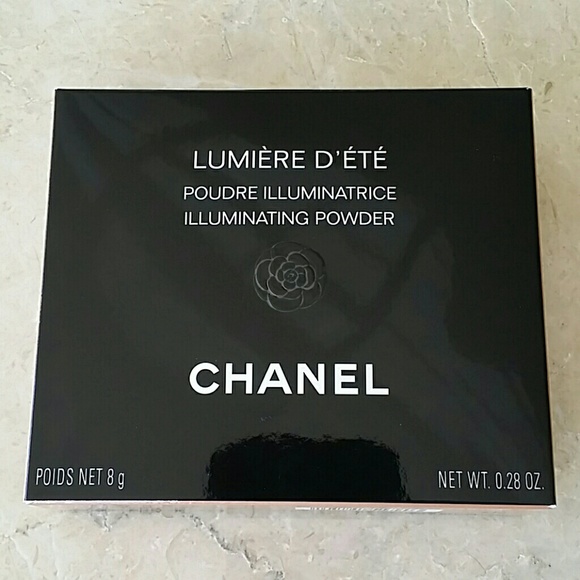 LUMIÈRE D'ÉTÉ
POUDRE ILLUMINATRICE
ILLUMINATING POWDER
CHANEL
POIDS NET 8 g
NET WT. 0.28 OZ.